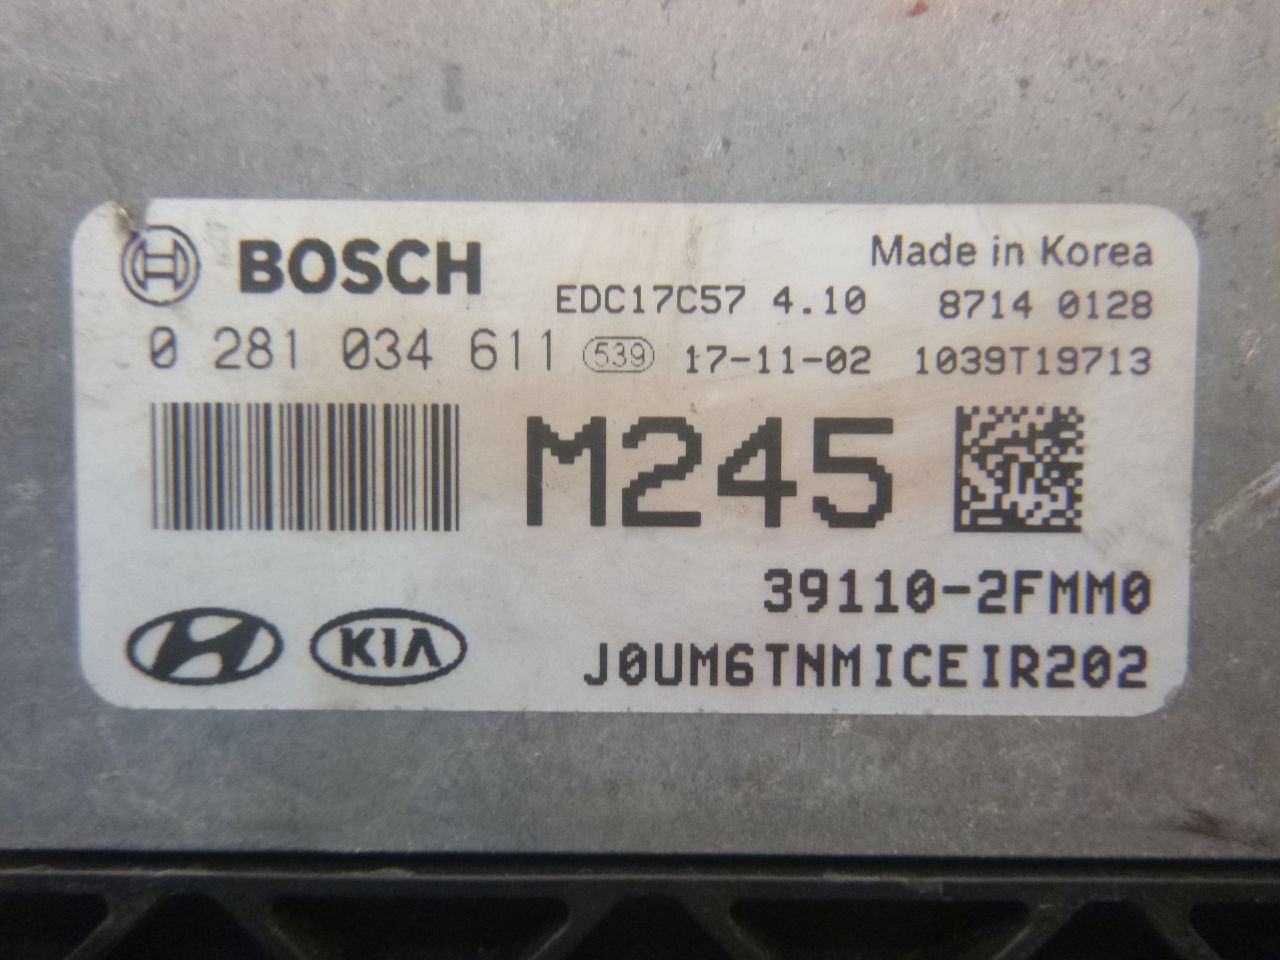 BOSCH
Made in Korea
EDC17C57 4.10 8714 0128
0 281 034 611 539 17-11-02 1039T19713
M245
39110-2FMM0
KIA
J0UM6TNMICEIR202